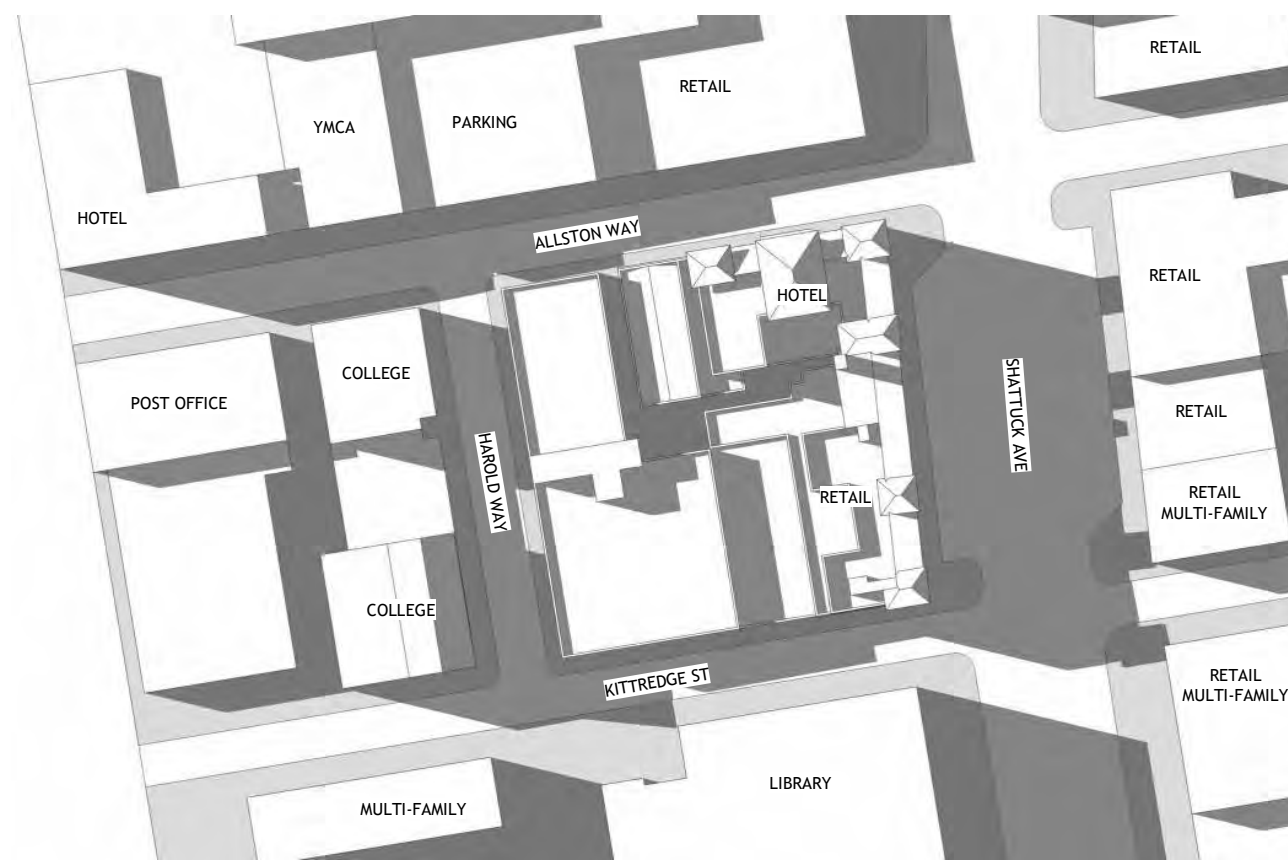 RETAIL
RETAIL
PARKING
YMCA
HOTEL
ALLSTON WAY
RETAIL
HOTEL
COLLEGE
POST OFFICE
SHATTUCK AVE
RETAIL
HAROLD WAY
RETAIL
RETAIL
MULTI-FAMILY
COLLEGE
KITTREDGE ST
RETAIL
MULTI-FAMILY
LIBRARY
MULTI-FAMILY